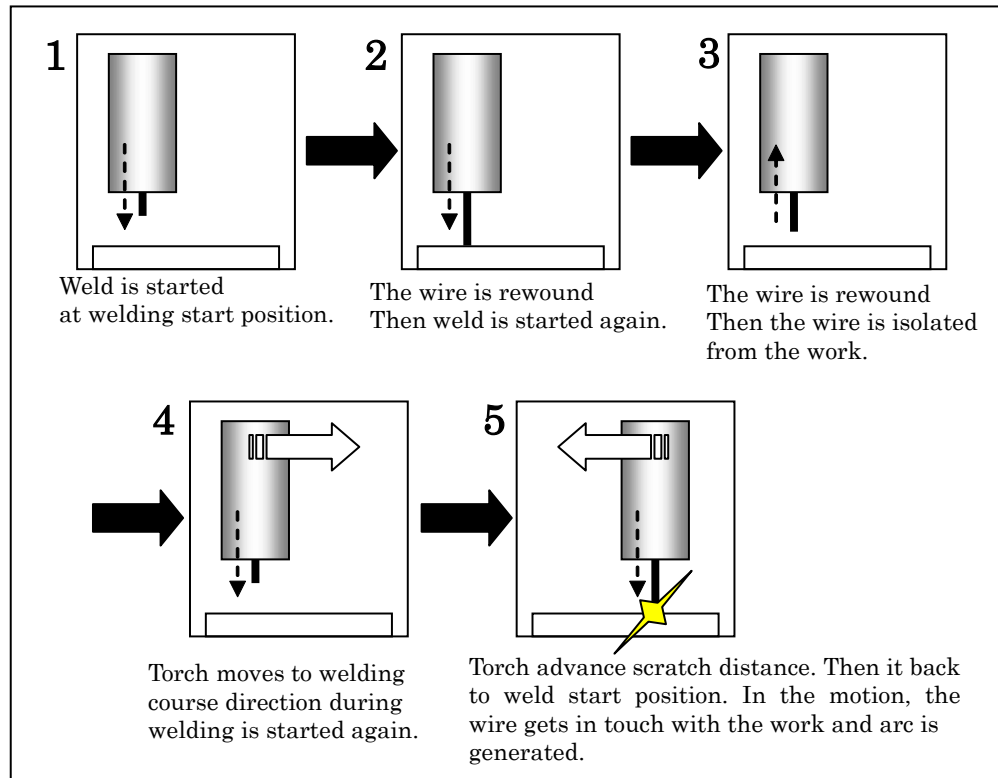 1
2
3
Weld is started
at welding start position.
The wire is rewound
Then weld is started again.
The wire is rewound
Then the wire is isolated
from the work.
4
5
Torch moves to welding
course direction during
welding is started again.
Torch advance scratch distance. Then it back
to weld start position. In the motion, the
wire gets in touch with the work and arc is
generated.